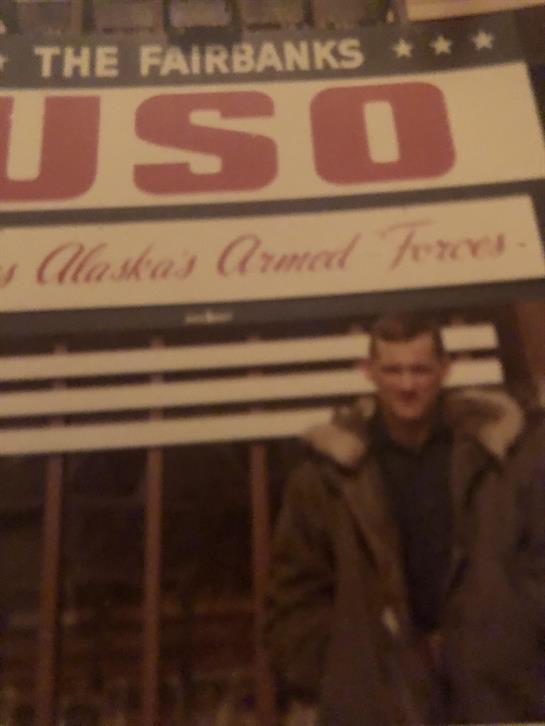 THE FAIRBANKS
USO
s Alaska's Armed Forces